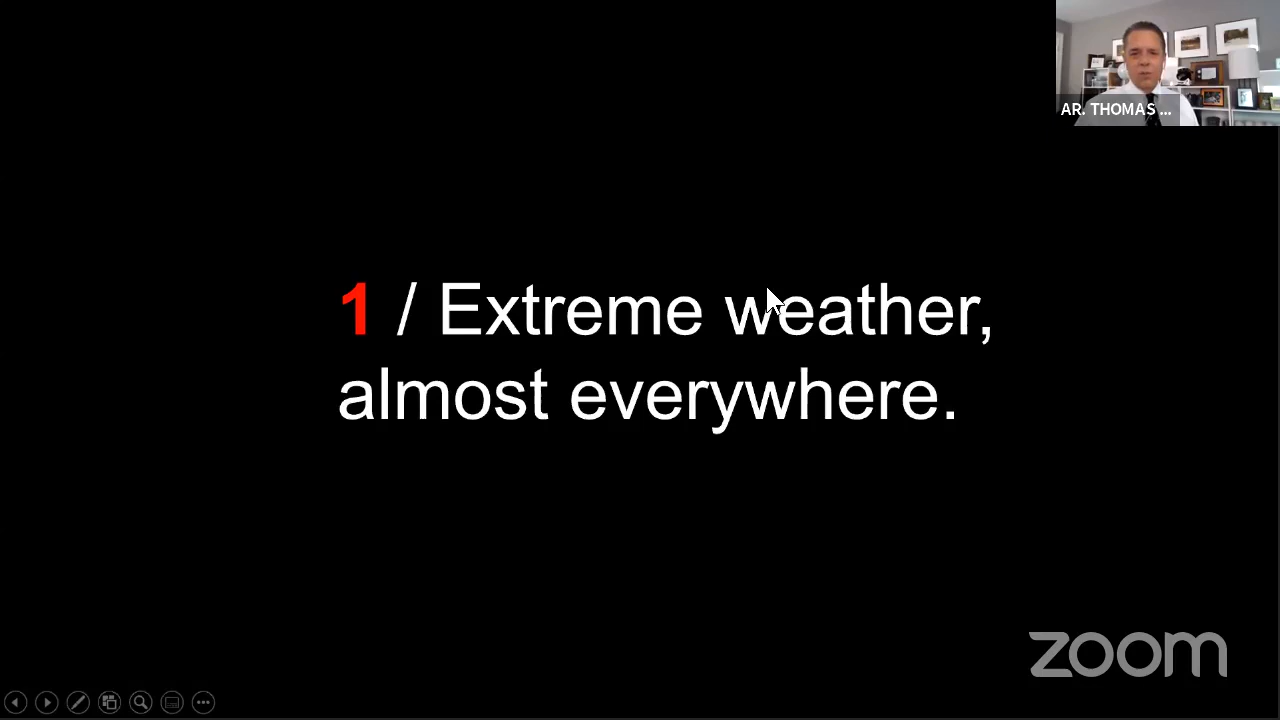 AR. THOMAS ...
1 / Extreme weather,
almost everywhere.
zoom